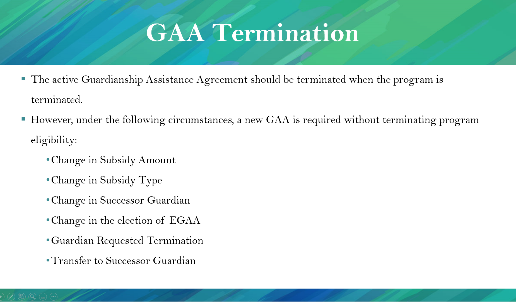 GAA Termination
▪ The active Guardianship Assistance Agreement should be terminated when the program is
terminated.
▪ However, under the following circumstances, a new GAA is required without terminating program
eligibility:
•Change in Subsidy Amount
•Change in Subsidy Type
•Change in Successor Guardian
•Change in the election of EGAA
•Guardian Requested Termination
•Transfer to Successor Guardian